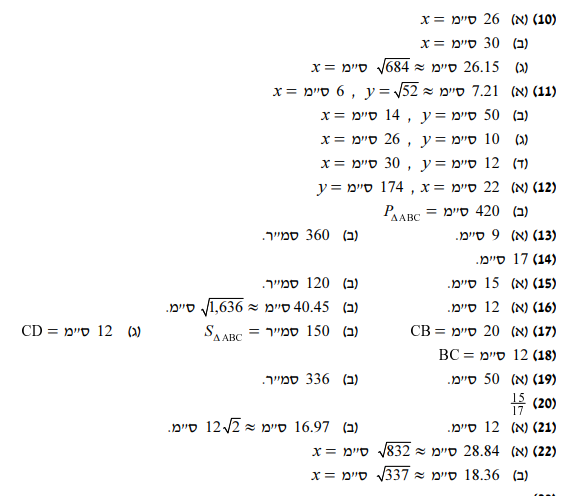 (10) (א) x = 26 ס״מ
(ב) x = 30 ס״מ
(ג) x = √684 ס״מ ≈ 26.15 ס״מ
(11) (א) x = 6 ס״מ , y = √52 ≈ 7.21 ס״מ
(ב) x = 14 ס״מ , y = 50 ס״מ
(ג) x = 26 ס״מ , y = 10 ס״מ
(ד) x = 30 ס״מ , y = 12 ס״מ
(12) (א) x = 22 ס״מ , y = 174 ס״מ
(ב) P△ABC = 420 ס״מ
(13) (א) 9 ס״מ. (ב) 360 סמ״ר.
(14) 17 ס״מ.
(15) (א) 15 ס״מ. (ב) 120 סמ״ר.
(16) (א) 12 ס״מ. (ב) √1,636 ס״מ ≈ 40.45 ס״מ.
(17) (א) CB = 20 ס״מ (ב) S△ABC = 150 סמ״ר (ג) CD = 12 ס״מ
(18) BC = 12 ס״מ
(19) (א) 50 ס״מ. (ב) 336 סמ״ר.
(20) 15/17
(21) (א) 12 ס״מ. (ב) 12√2 ס״מ ≈ 16.97 ס״מ.
(22) (א) x = √832 ס״מ ≈ 28.84 ס״מ
(ב) x = √337 ס״מ ≈ 18.36 ס״מ